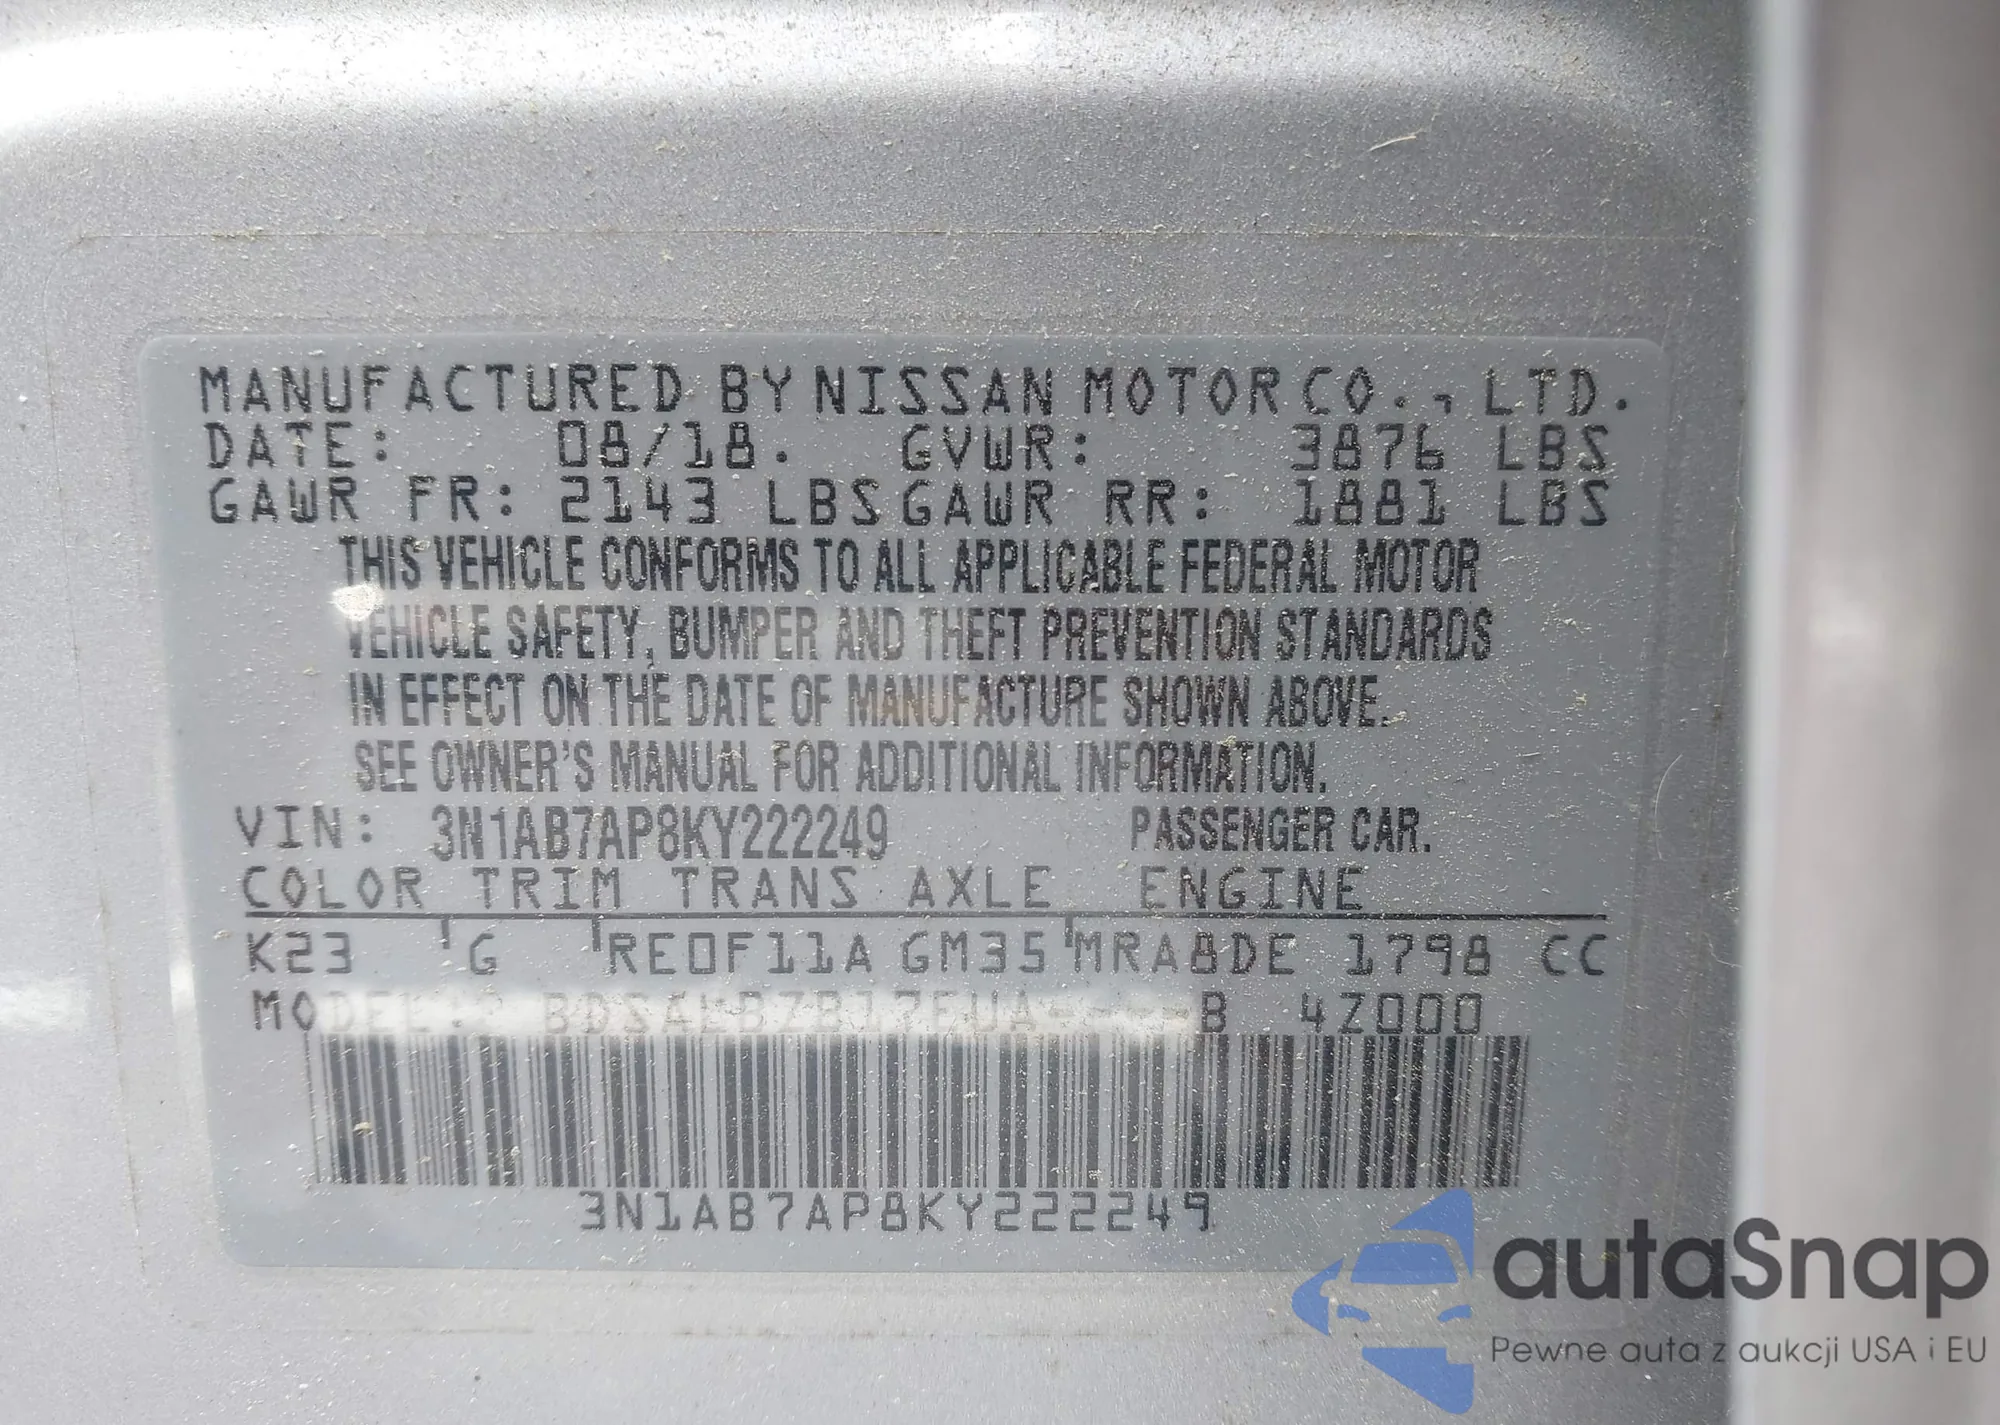 MANUFACTURED BY NISSAN MOTOR CO., LTD.
DATE: 08/18. GVWR: 3876 LBS
GAWR FR: 2143 LBS GAWR RR: 1881 LBS
THIS VEHICLE CONFORMS TO ALL APPLICABLE FEDERAL MOTOR
VEHICLE SAFETY, BUMPER AND THEFT PREVENTION STANDARDS
IN EFFECT ON THE DATE OF MANUFACTURE SHOWN ABOVE.
SEE OWNER'S MANUAL FOR ADDITIONAL INFORMATION.
VIN: 3N1AB7AP8KY222249 PASSENGER CAR.
COLOR TRIM TRANS AXLE ENGINE
K23 G RE0F11A GM35 MRA8DE 1798 CC
MODEL: B 4Z000
3N1AB7AP8KY222249
autaSnap
Pewne auta z aukcji USA i EU